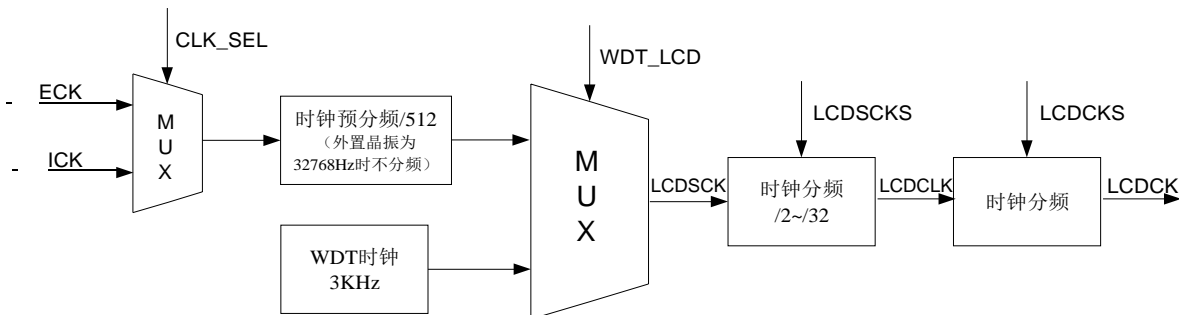 CLK_SEL
ECK
ICK
MUX
时钟预分频/512
（外置晶振为
32768Hz时不分频）
WDT时钟
3KHz
WDT_LCD
MUX
LCDSCK
LCDSCKS
时钟分频
/2~/32
LCDCLK
LCDCKS
时钟分频
LCDCK